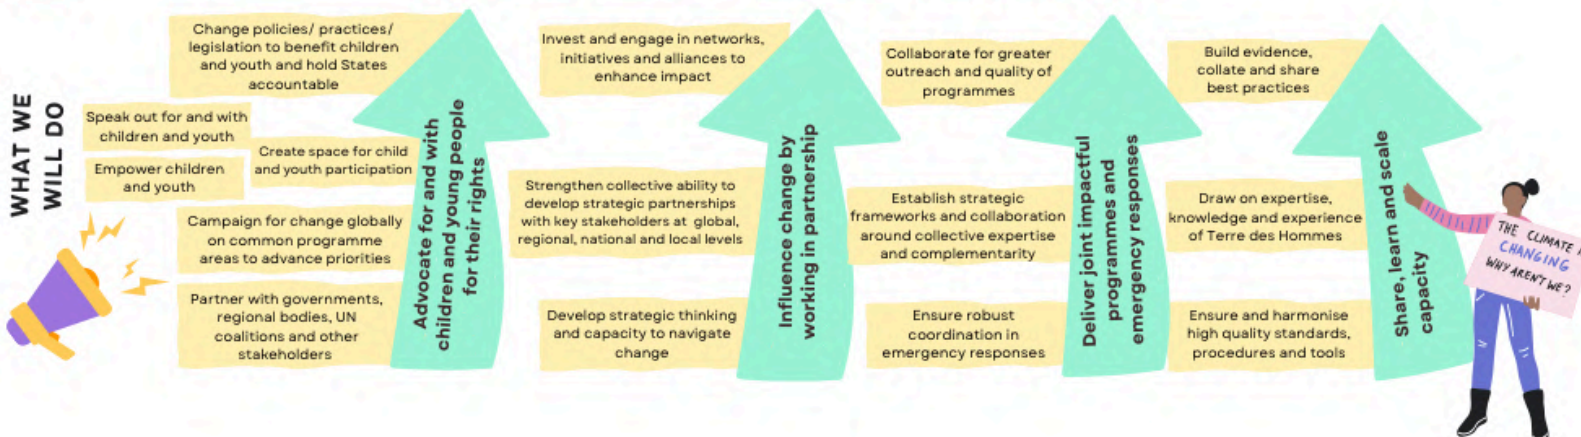 WHAT WE
WILL DO
Change policies/ practices/
legislation to benefit children
and youth and hold States
accountable
Speak out for and with
children and youth
Empower children
and youth
Create space for child
and youth participation
Campaign for change globally
on common programme
areas to advance priorities
Partner with governments,
regional bodies, UN
coalitions and other
stakeholders
Advocate for and with
children and young people
for their rights
Invest and engage in networks,
initiatives and alliances to
enhance impact
Strengthen collective ability to
develop strategic partnerships
with key stakeholders at global,
regional, national and local levels
Develop strategic thinking
and capacity to navigate
change
Influence change by
working in partnership
Collaborate for greater
outreach and quality of
programmes
Establish strategic
frameworks and collaboration
around collective expertise
and complementarity
Ensure robust
coordination in
emergency responses
Deliver joint impactful
programmes and
emergency responses
Build evidence,
collate and share
best practices
Draw on expertise,
knowledge and experience
of Terre des Hommes
Ensure and harmonise
high quality standards,
procedures and tools
Share, learn and scale
capacity
THE CLIMATE
CHANGING
WHY AREN'T WE?